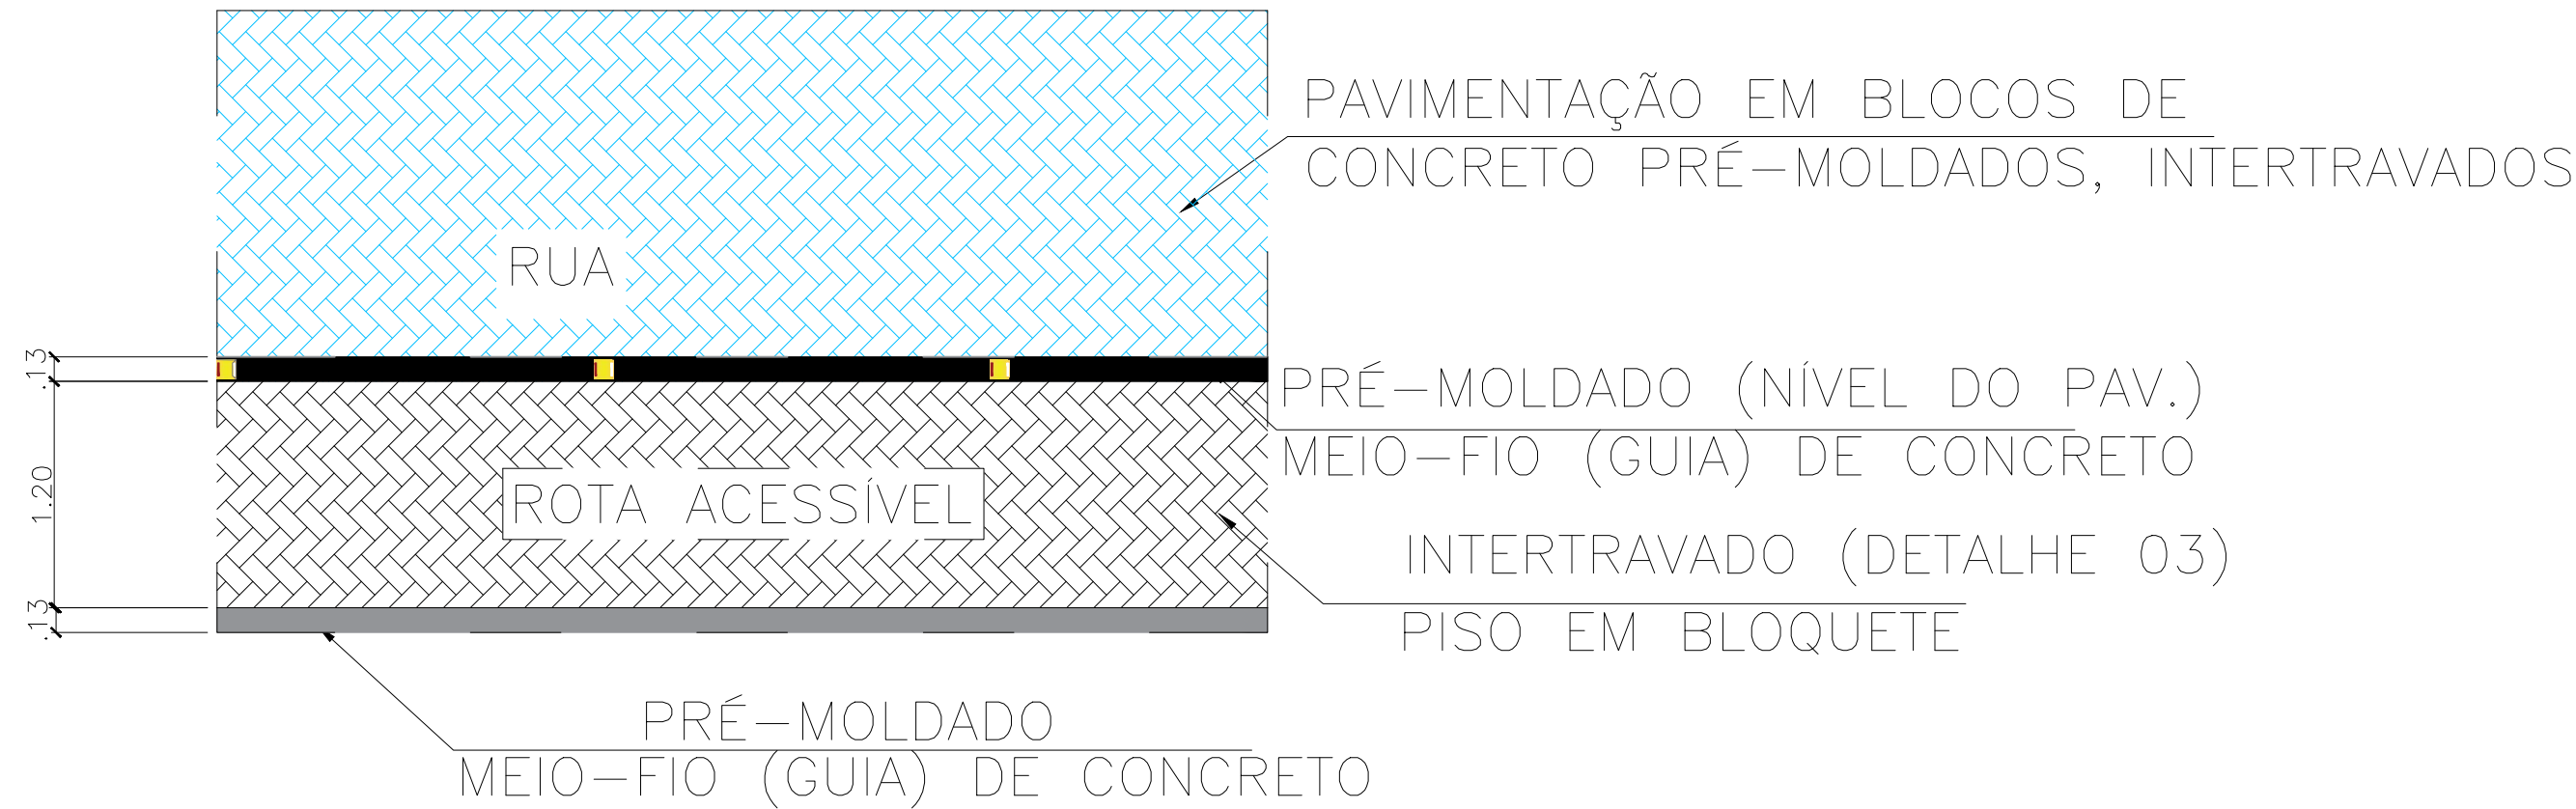 PAVIMENTAÇÃO EM BLOCOS DE
CONCRETO PRÉ-MOLDADOS, INTERTRAVADOS
RUA
.13
PRÉ-MOLDADO (NÍVEL DO PAV.)
MEIO-FIO (GUIA) DE CONCRETO
1.20
ROTA ACESSÍVEL
INTERTRAVADO (DETALHE 03)
PISO EM BLOQUETE
.13
PRÉ-MOLDADO
MEIO-FIO (GUIA) DE CONCRETO